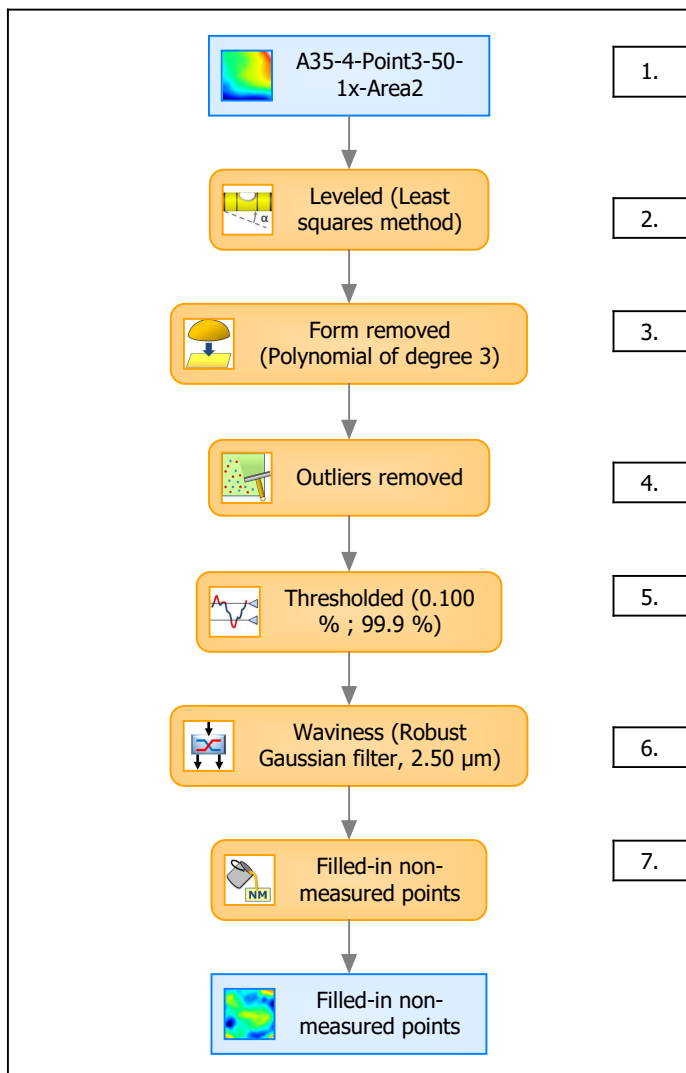 A35-4-Point3-50-
1x-Area2
1.
α
Leveled (Least
squares method)
2.
Form removed
(Polynomial of degree 3)
3.
Outliers removed
4.
Thresholded (0.100
% ; 99.9 %)
5.
Waviness (Robust
Gaussian filter, 2.50 µm)
6.
NM
Filled-in non-
measured points
7.
Filled-in non-
measured points